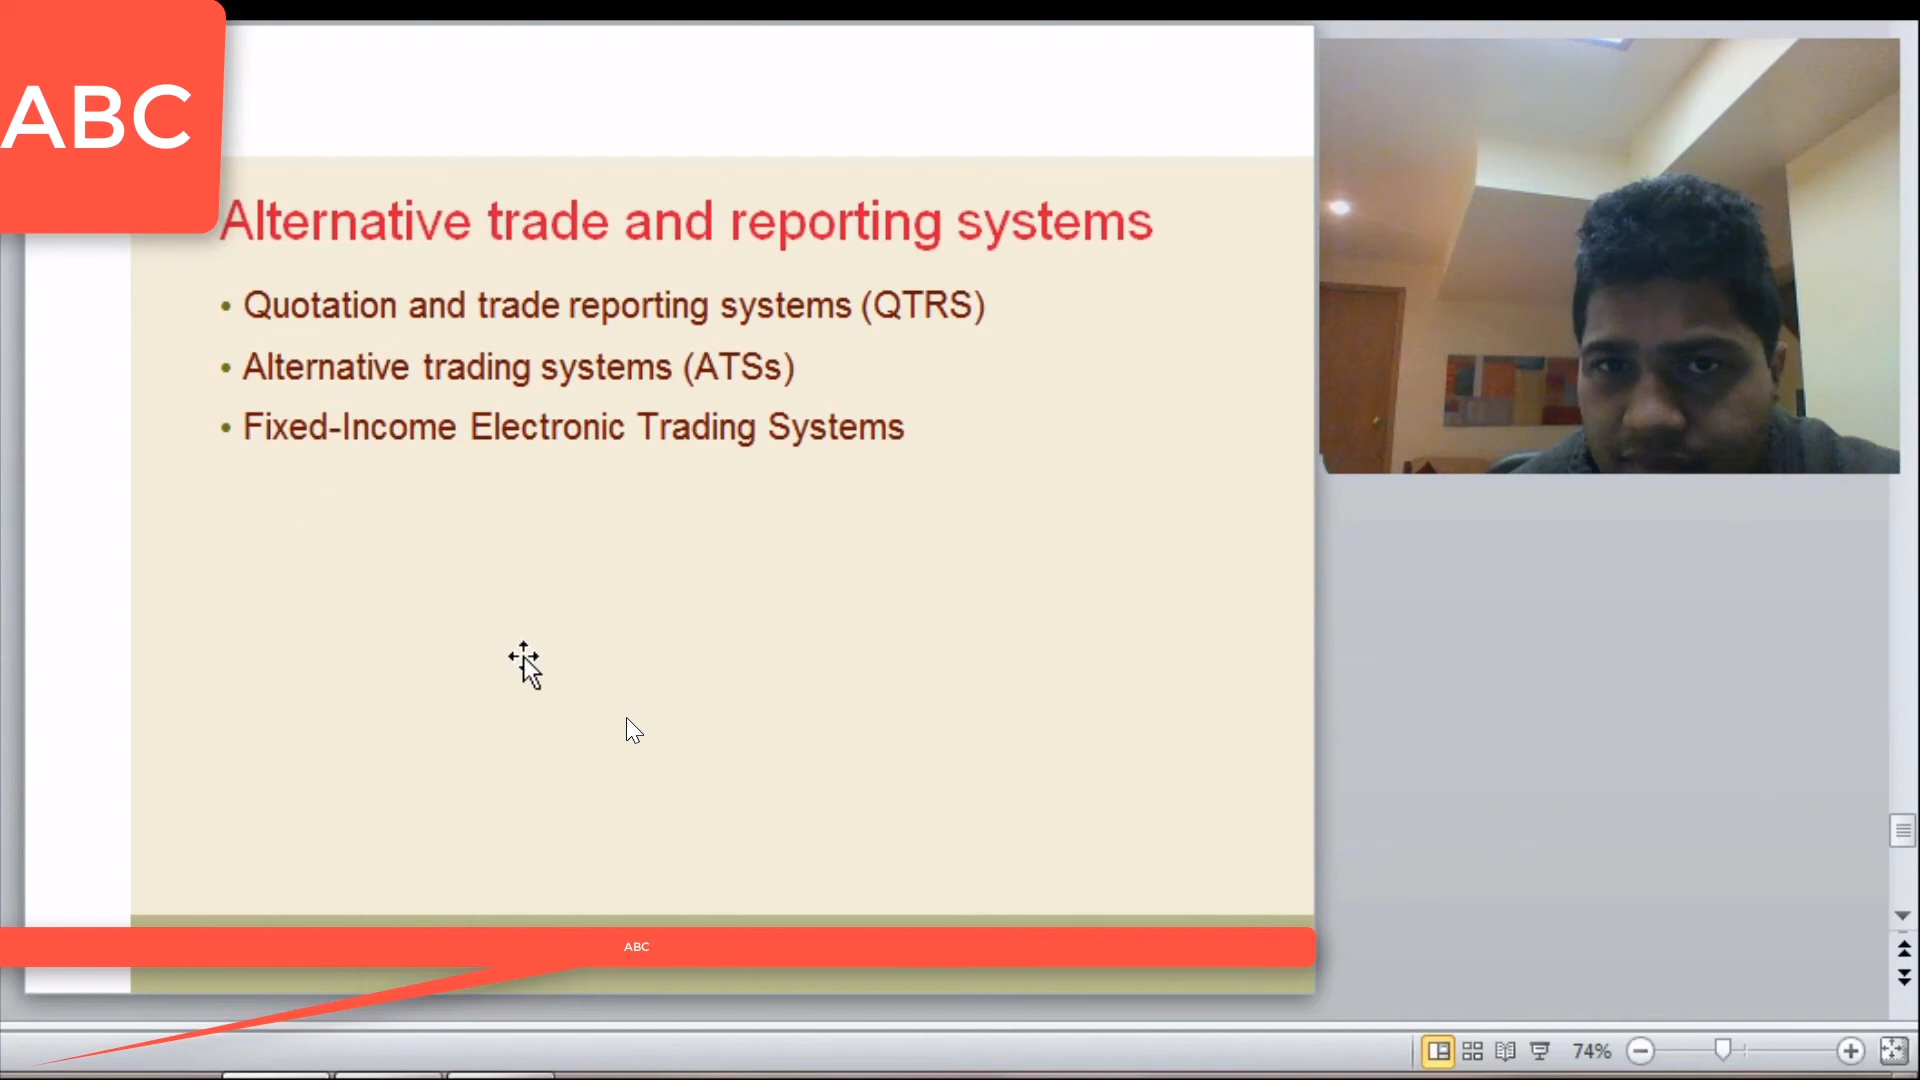 ABC
Alternative trade and reporting systems
• Quotation and trade reporting systems (QTRS)
• Alternative trading systems (ATSs)
• Fixed-Income Electronic Trading Systems
ABC
74%